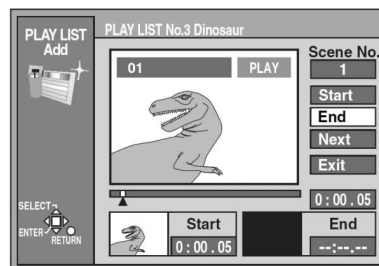 PLAY LIST
Add
PLAY LIST No.3 Dinosaur
Scene No.
01 PLAY
1
Start
End
Next
Exit
0 : 00 . 05
SELECT
ENTER
RETURN
Start
0 : 00 . 05
End
--:--.--